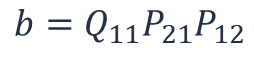 b = Q₁₁P₂₁P₁₂